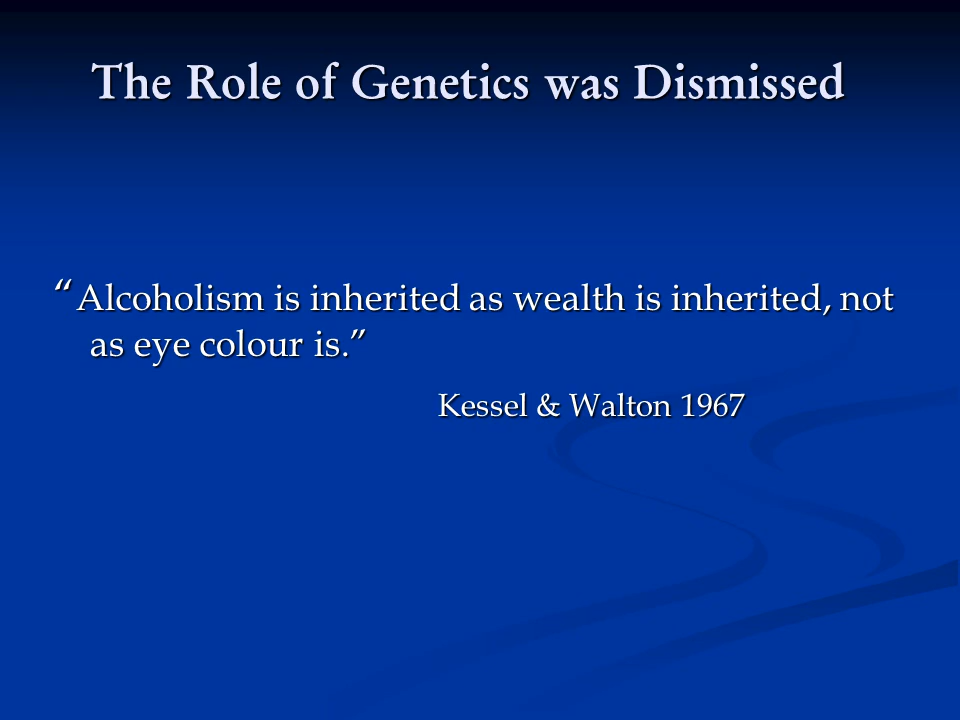 The Role of Genetics was Dismissed
“Alcoholism is inherited as wealth is inherited, not
as eye colour is.”
Kessel & Walton 1967